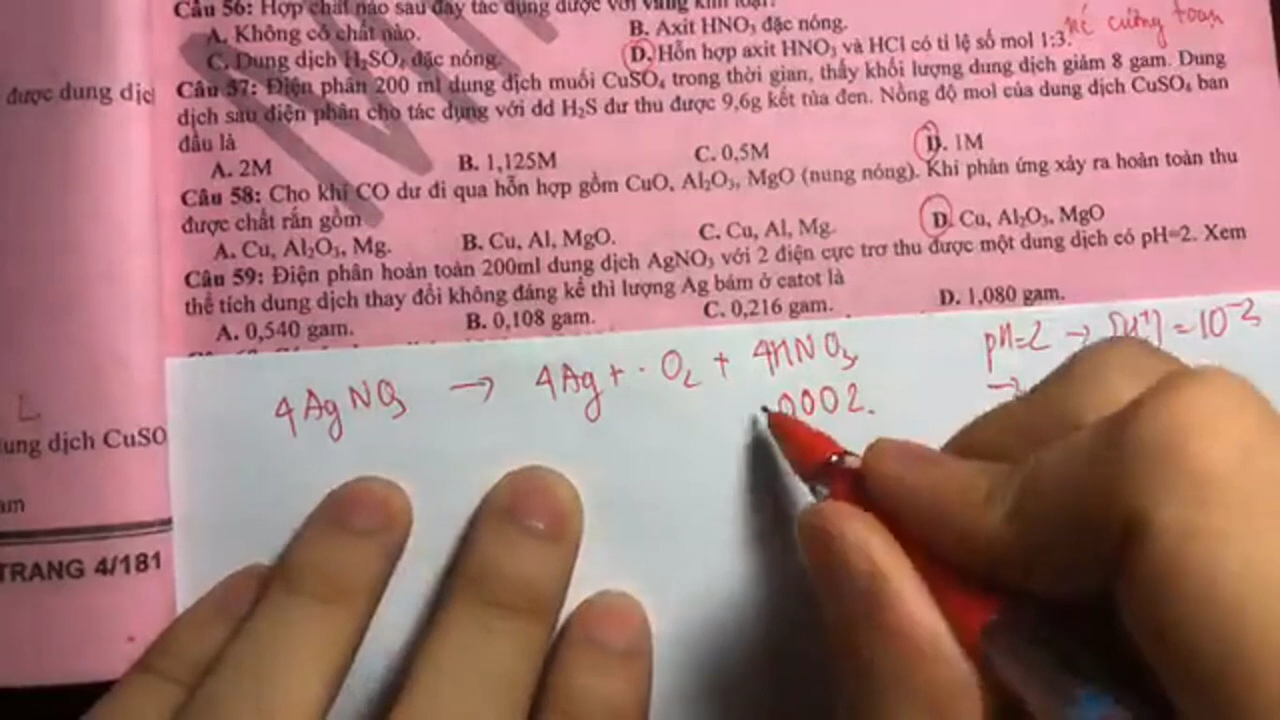 Câu 56: Hợp chất nào sau đây tác dụng được với vàng kim loại?
A. Không có chất nào.
B. Axit HNO₃ đặc nóng.
C. Dung dịch H₂SO₄ đặc nóng.
D. Hỗn hợp axit HNO₃ và HCl có tỉ lệ số mol 1:3.
cường toan
được dung dịc
Câu 57: Điện phân 200 ml dung dịch muối CuSO₄ trong thời gian, thấy khối lượng dung dịch giảm 8 gam. Dung
dịch sau điện phân cho tác dụng với dd H₂S dư thu được 9,6g kết tủa đen. Nồng độ mol của dung dịch CuSO₄ ban
đầu là
A. 2M
B. 1,125M
C. 0,5M
D. 1M
Câu 58: Cho khí CO dư đi qua hỗn hợp gồm CuO, Al₂O₃, MgO (nung nóng). Khi phản ứng xảy ra hoàn toàn thu
được chất rắn gồm
A. Cu, Al₂O₃, Mg.
B. Cu, Al, MgO.
C. Cu, Al, Mg.
D. Cu, Al₂O₃, MgO
Câu 59: Điện phân hoàn toàn 200ml dung dịch AgNO₃ với 2 điện cực trơ thu được một dung dịch có pH=2. Xem
thể tích dung dịch thay đổi không đáng kể thì lượng Ag bám ở catot là
A. 0,540 gam.
B. 0,108 gam.
C. 0,216 gam.
D. 1,080 gam.
4AgNO₃ → 4Ag + O₂ + 4HNO₃
0002.
pH=2 → [H⁺] = 10⁻³
→
ung dịch CuSO
am
TRANG 4/181